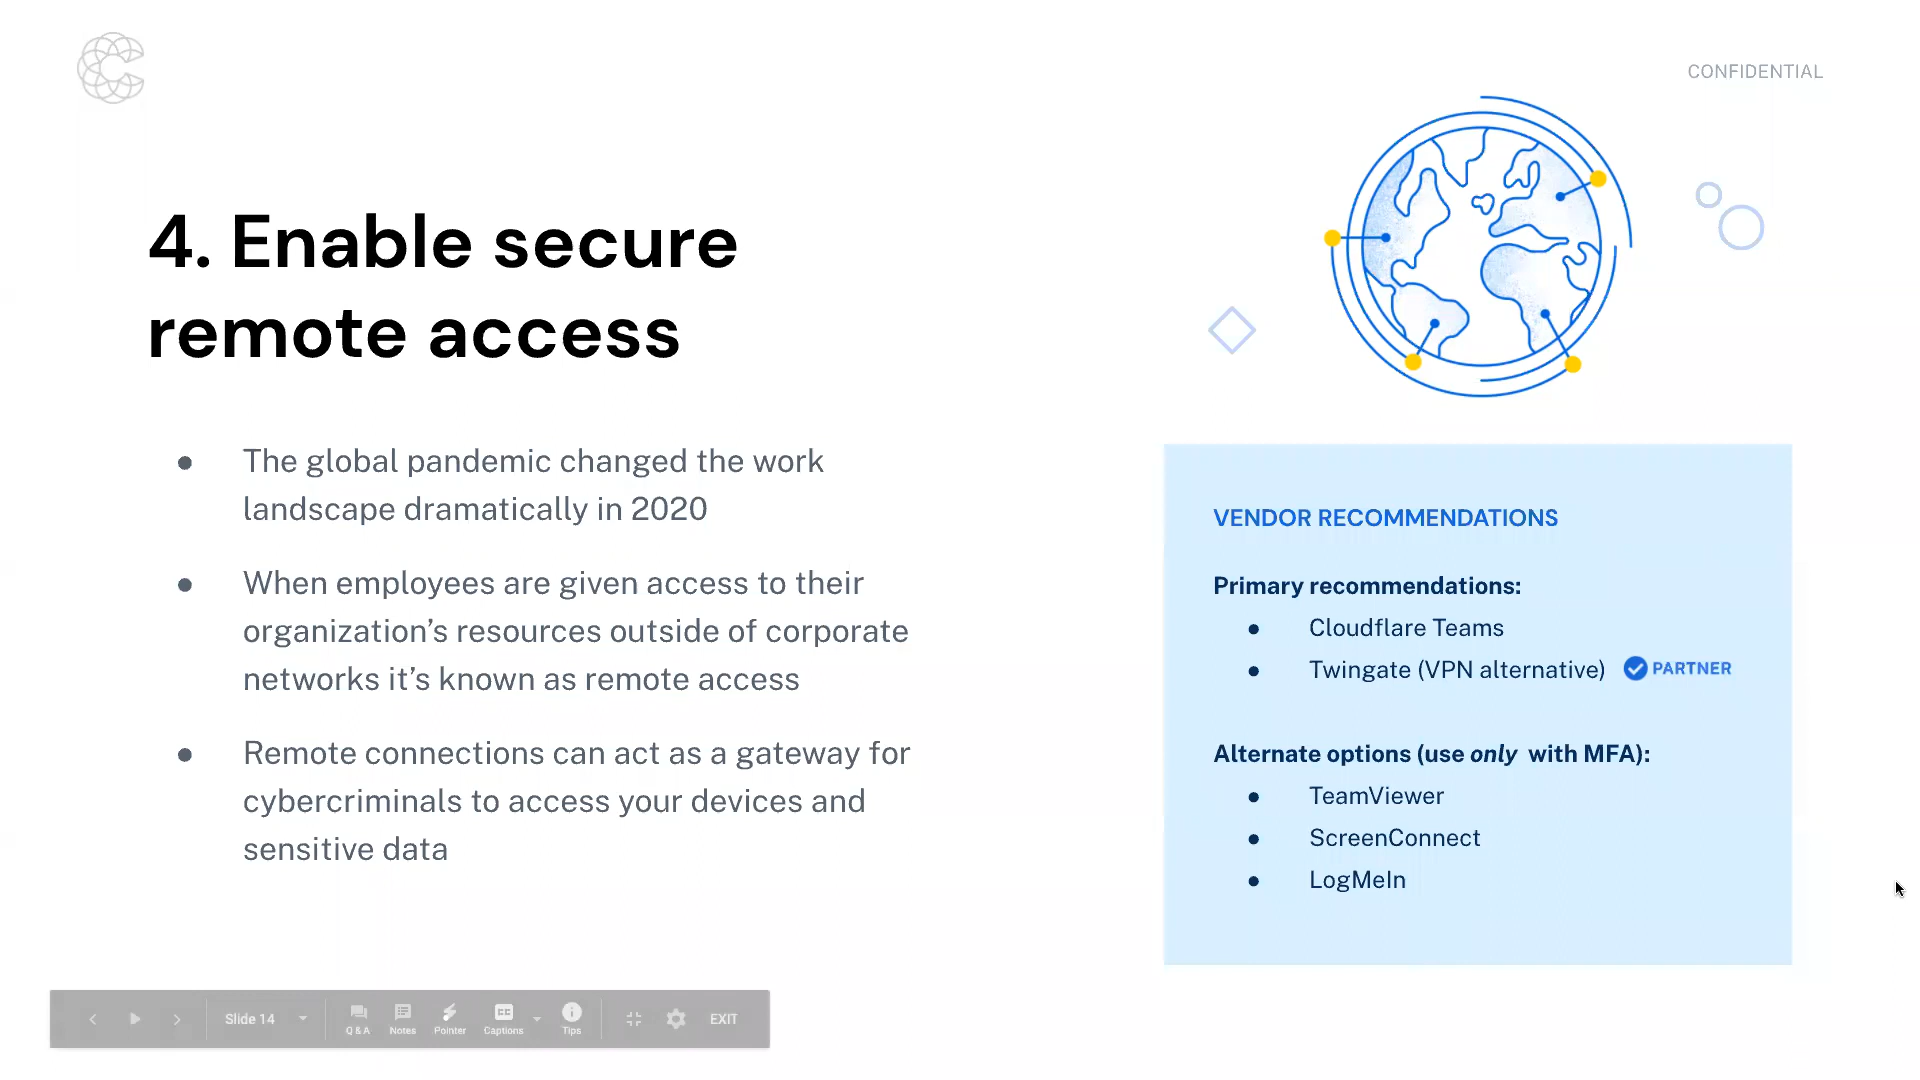 CONFIDENTIAL
4. Enable secure
remote access
● The global pandemic changed the work
landscape dramatically in 2020
● When employees are given access to their
organization’s resources outside of corporate
networks it’s known as remote access
● Remote connections can act as a gateway for
cybercriminals to access your devices and
sensitive data
VENDOR RECOMMENDATIONS
Primary recommendations:
● Cloudflare Teams
● Twingate (VPN alternative) PARTNER
Alternate options (use only with MFA):
● TeamViewer
● ScreenConnect
● LogMeIn
Slide 14
Q & A
Notes
Pointer
CC
Captions
Tips
EXIT